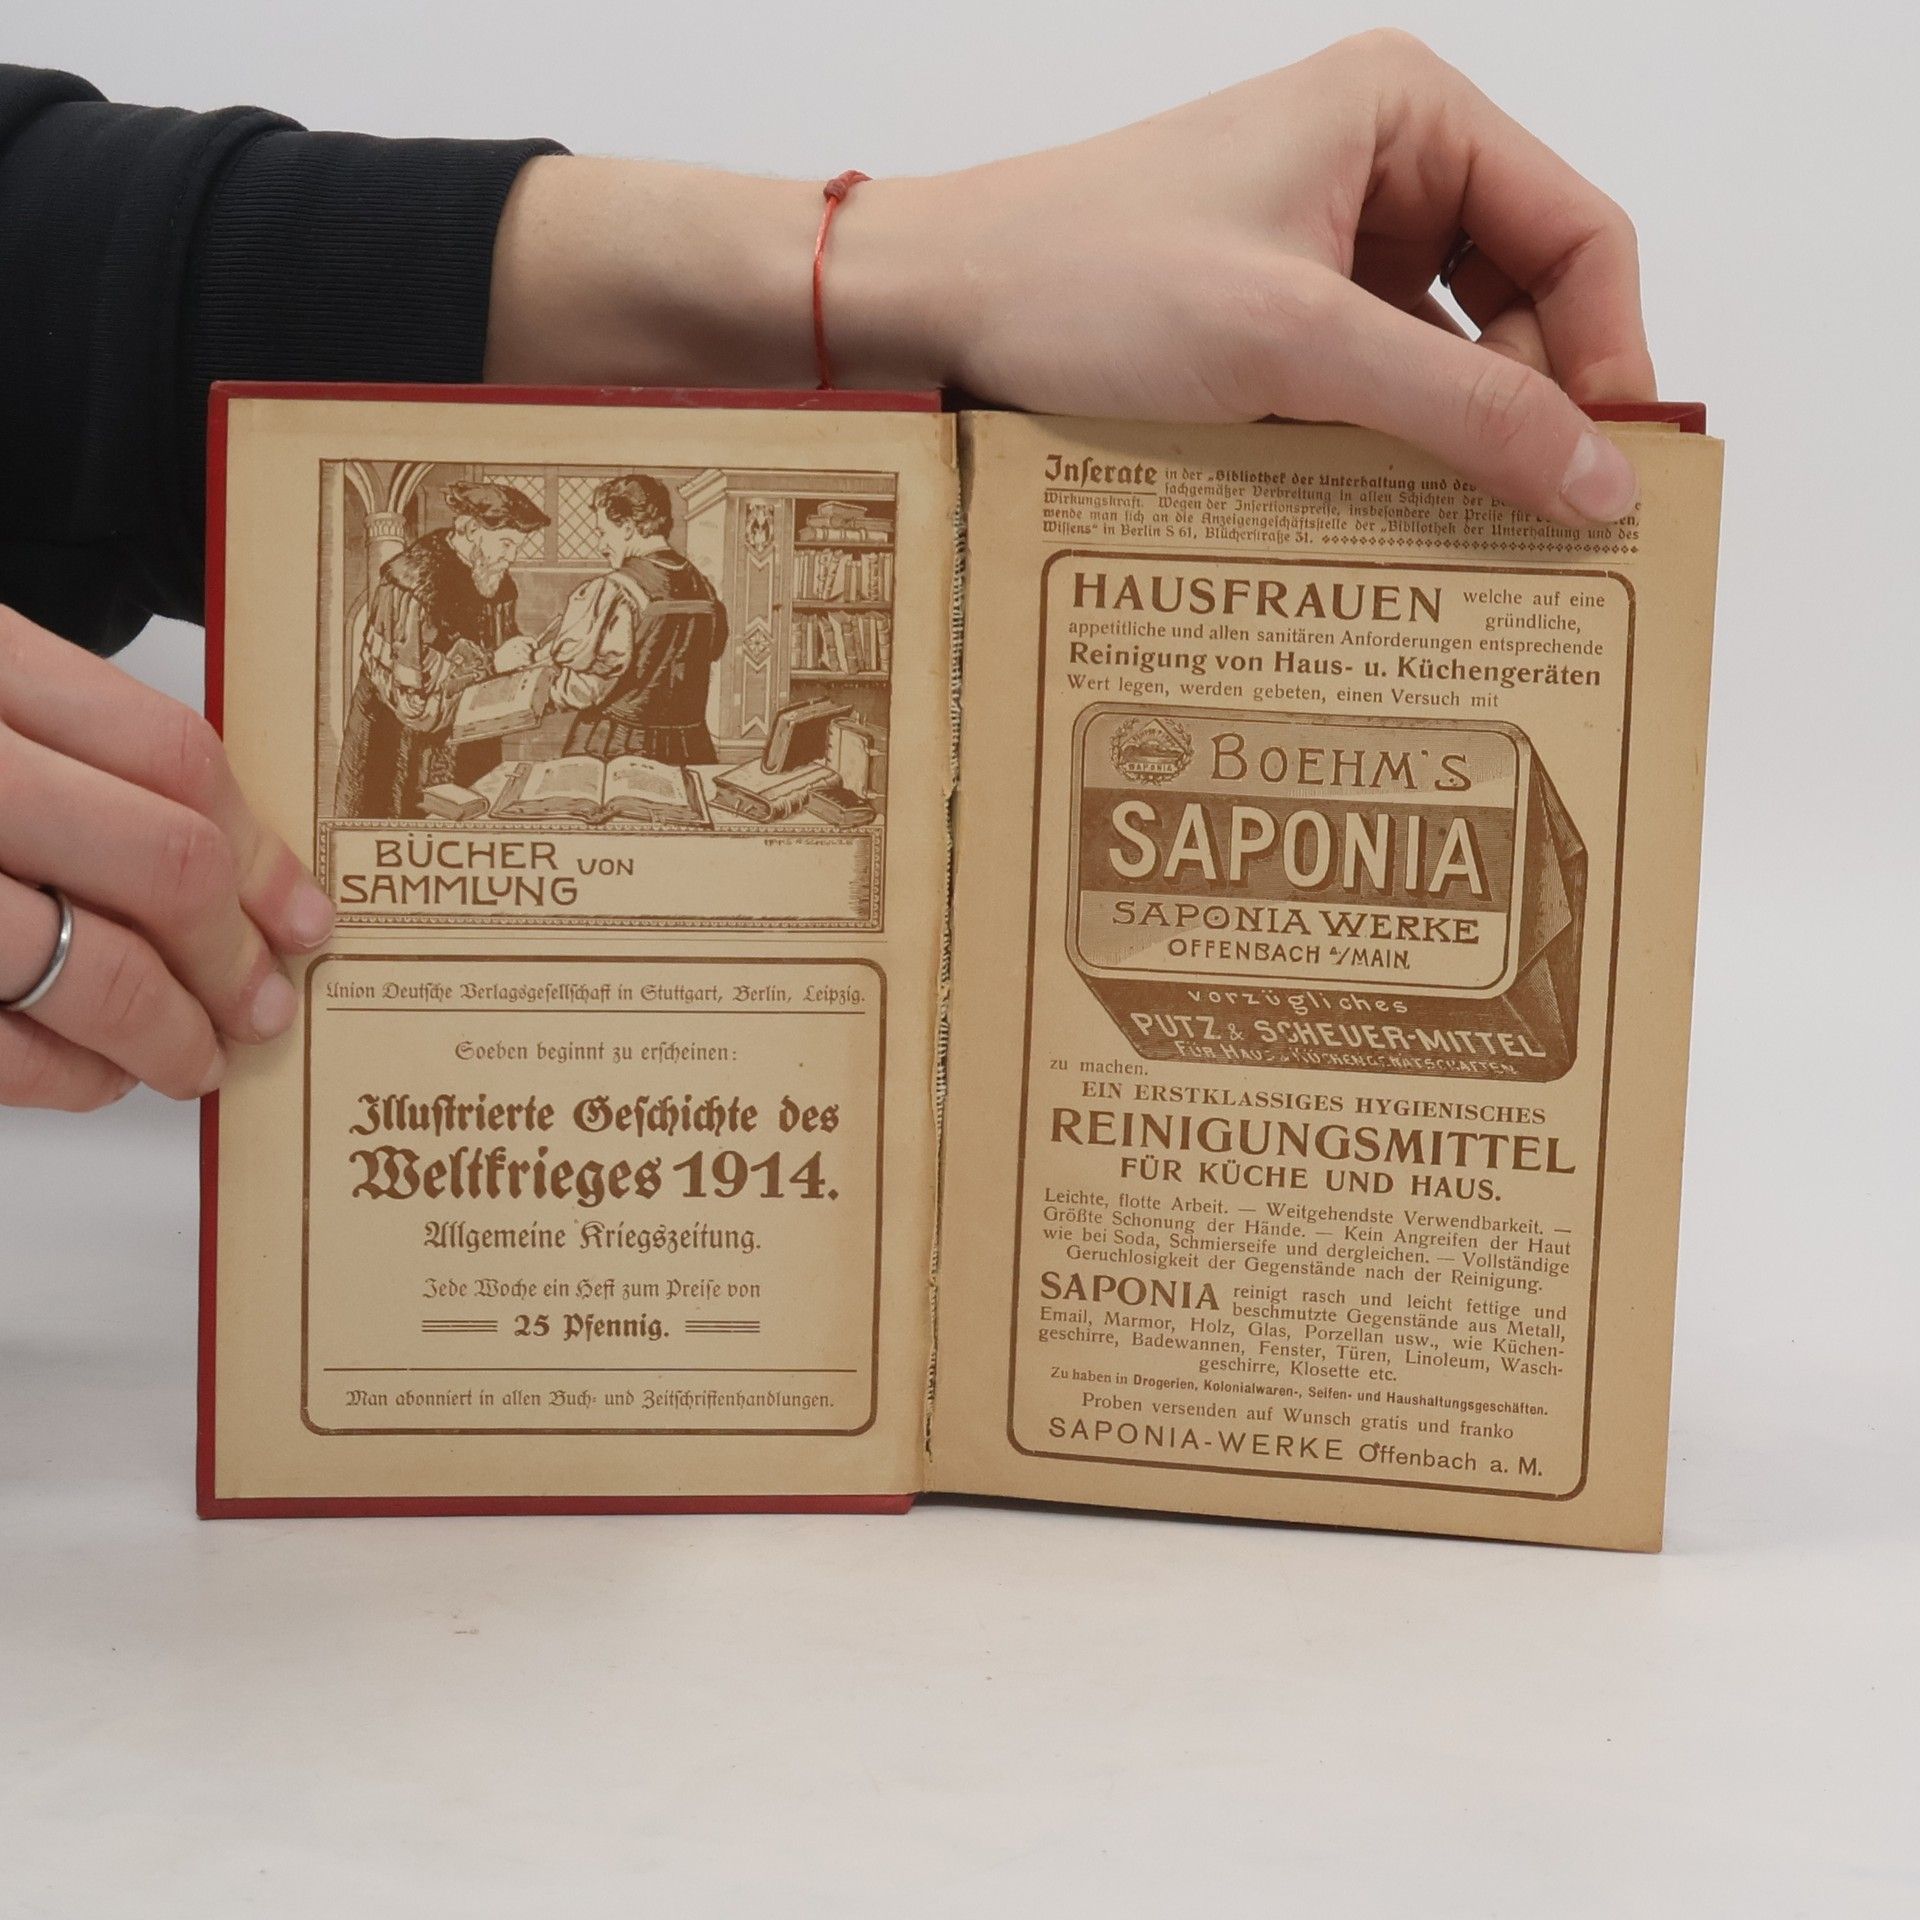 BÜCHER VON
SAMMLUNG
Union Deutsche Verlagsgesellschaft in Stuttgart, Berlin, Leipzig.
Soeben beginnt zu erscheinen:
Illustrierte Geschichte des
Weltkrieges 1914.
Allgemeine Kriegszeitung.
Jede Woche ein Heft zum Preise von
25 Pfennig.
Man abonniert in allen Buch- und Zeitschriftenhandlungen.
Inserate in der „Bibliothek der Unterhaltung und des
sachgemäßer Verbreitung in allen Schichten der
Wirkungskraft. Wegen der Insertionspreise, insbesondere der Preise für
wende man sich an die Anzeigengeschäftsstelle der „Bibliothek der Unterhaltung und des
Wissens“ in Berlin S 61, Blücherstraße 31.
HAUSFRAUEN welche auf eine
gründliche,
appetitliche und allen sanitären Anforderungen entsprechende
Reinigung von Haus- u. Küchengeräten
Wert legen, werden gebeten, einen Versuch mit
SAPONIA
BOEHM'S
SAPONIA
SAPONIA WERKE
OFFENBACH A/MAIN
vorzügliches
PUTZ & SCHEUER-MITTEL
FÜR HAUS & KÜCHENGERÄTSCHAFTEN
zu machen.
EIN ERSTKLASSIGES HYGIENISCHES
REINIGUNGSMITTEL
FÜR KÜCHE UND HAUS.
Leichte, flotte Arbeit. — Weitgehendste Verwendbarkeit. —
Größte Schonung der Hände. — Kein Angreifen der Haut
wie bei Soda, Schmierseife und dergleichen. — Vollständige
Geruchlosigkeit der Gegenstände nach der Reinigung.
SAPONIA reinigt rasch und leicht fettige und
beschmutzte Gegenstände aus Metall,
Email, Marmor, Holz, Glas, Porzellan usw., wie Küchen-
geschirre, Badewannen, Fenster, Türen, Linoleum, Wasch-
geschirre, Klosette etc.
Zu haben in Drogerien, Kolonialwaren-, Seifen- und Haushaltungsgeschäften.
Proben versenden auf Wunsch gratis und franko
SAPONIA-WERKE Offenbach a. M.